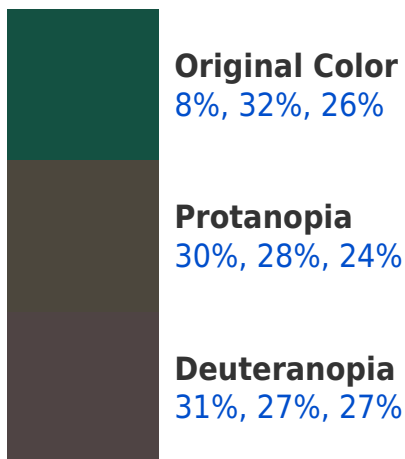 Original Color
8%, 32%, 26%
Protanopia
30%, 28%, 24%
Deuteranopia
31%, 27%, 27%